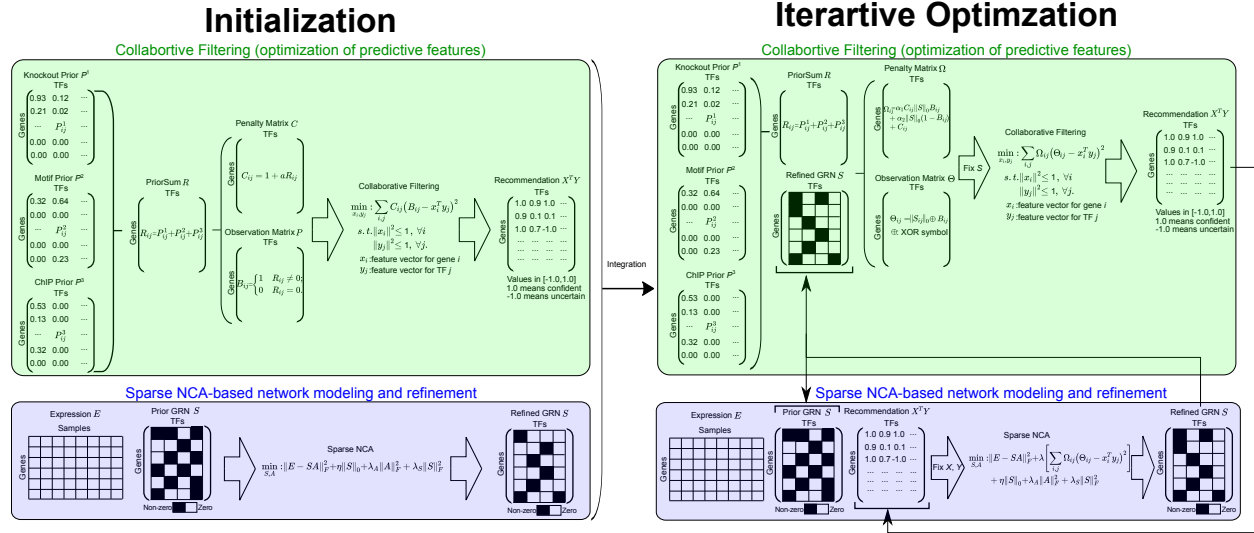 Initialization
Collabortive Filtering (optimization of predictive features)
Knockout Prior P¹
TFs
Genes
0.93 0.12 ...
0.21 0.02 ...
... P¹ᵢⱼ ...
0.00 0.00 ...
0.00 0.00 ...
Motif Prior P²
TFs
Genes
0.32 0.64 ...
0.00 0.00 ...
... P²ᵢⱼ ...
0.00 0.00 ...
0.00 0.23 ...
ChIP Prior P³
TFs
Genes
0.53 0.00 ...
0.13 0.00 ...
... P³ᵢⱼ ...
0.32 0.00 ...
0.00 0.00 ...
PriorSum R
TFs
Genes
Rᵢⱼ=P¹ᵢⱼ+P²ᵢⱼ+P³ᵢⱼ
Penalty Matrix C
TFs
Genes
Cᵢⱼ = 1 + aRᵢⱼ
Observation Matrix P
TFs
Genes
Bᵢⱼ={1 Rᵢⱼ ≠ 0;
0 Rᵢⱼ = 0.
Collaborative Filtering
min xᵢ,yⱼ : ∑ i,j Cᵢⱼ(Bᵢⱼ − xᵢᵀyⱼ)²
s.t.‖xᵢ‖² ≤ 1, ∀i
‖yⱼ‖² ≤ 1, ∀j.
xᵢ:feature vector for gene i
yⱼ:feature vector for TF j
Recommendation XᵀY
TFs
Genes
1.0 0.9 1.0 ...
0.9 0.1 0.1 ...
1.0 0.7 -1.0 ...
... ... ... ...
... ... ... ...
Values in [-1.0,1.0]
1.0 means confident
-1.0 means uncertain
Integration
Sparse NCA-based network modeling and refinement
Expression E
Samples
Genes
Prior GRN S
TFs
Non-zero Zero
Sparse NCA
min S,A :‖E − SA‖²F+η‖S‖₀+λA‖A‖²F + λS‖S‖²F
Refined GRN S
TFs
Genes
Non-zero Zero
Iterartive Optimzation
Collabortive Filtering (optimization of predictive features)
Knockout Prior P¹
TFs
Genes
0.93 0.12 ...
0.21 0.02 ...
... P¹ᵢⱼ ...
0.00 0.00 ...
0.00 0.00 ...
Motif Prior P²
TFs
Genes
0.32 0.64 ...
0.00 0.00 ...
... P²ᵢⱼ ...
0.00 0.00 ...
0.00 0.23 ...
ChIP Prior P³
TFs
Genes
0.53 0.00 ...
0.13 0.00 ...
... P³ᵢⱼ ...
0.32 0.00 ...
0.00 0.00 ...
PriorSum R
TFs
Genes
Rᵢⱼ=P¹ᵢⱼ+P²ᵢⱼ+P³ᵢⱼ
Refined GRN S
TFs
Genes
Penalty Matrix Ω
TFs
Genes
Ωᵢⱼ=α₁Cᵢⱼ‖S‖₀Bᵢⱼ
+ α₂‖S‖₀(1 − Bᵢⱼ)
+ Cᵢⱼ
Observation Matrix Θ
TFs
Genes
Θᵢⱼ =‖Sᵢⱼ‖₀ ⊕ Bᵢⱼ
⊕: XOR symbol
Fix S
Collaborative Filtering
min xᵢ,yⱼ : ∑ i,j Ωᵢⱼ(Θᵢⱼ − xᵢᵀyⱼ)²
s.t.‖xᵢ‖² ≤ 1, ∀i
‖yⱼ‖² ≤ 1, ∀j.
xᵢ:feature vector for gene i
yⱼ:feature vector for TF j
Recommendation XᵀY
TFs
Genes
1.0 0.9 1.0 ...
0.9 0.1 0.1 ...
1.0 0.7 -1.0 ...
... ... ... ...
... ... ... ...
Values in [-1.0,1.0]
1.0 means confident
-1.0 means uncertain
Sparse NCA-based network modeling and refinement
Expression E
Samples
Genes
Prior GRN S
TFs
Genes
Non-zero Zero
Recommendation XᵀY
TFs
Genes
1.0 0.9 1.0 ...
0.9 0.1 0.1 ...
1.0 0.7 -1.0 ...
... ... ... ...
... ... ... ...
Fix X, Y
Sparse NCA
min S,A :‖E − SA‖²F+λ[∑ i,j Ωᵢⱼ(Θᵢⱼ − xᵢᵀyⱼ)²]
+ η‖S‖₀+λA‖A‖²F + λS‖S‖²F
Refined GRN S
TFs
Genes
Non-zero Zero